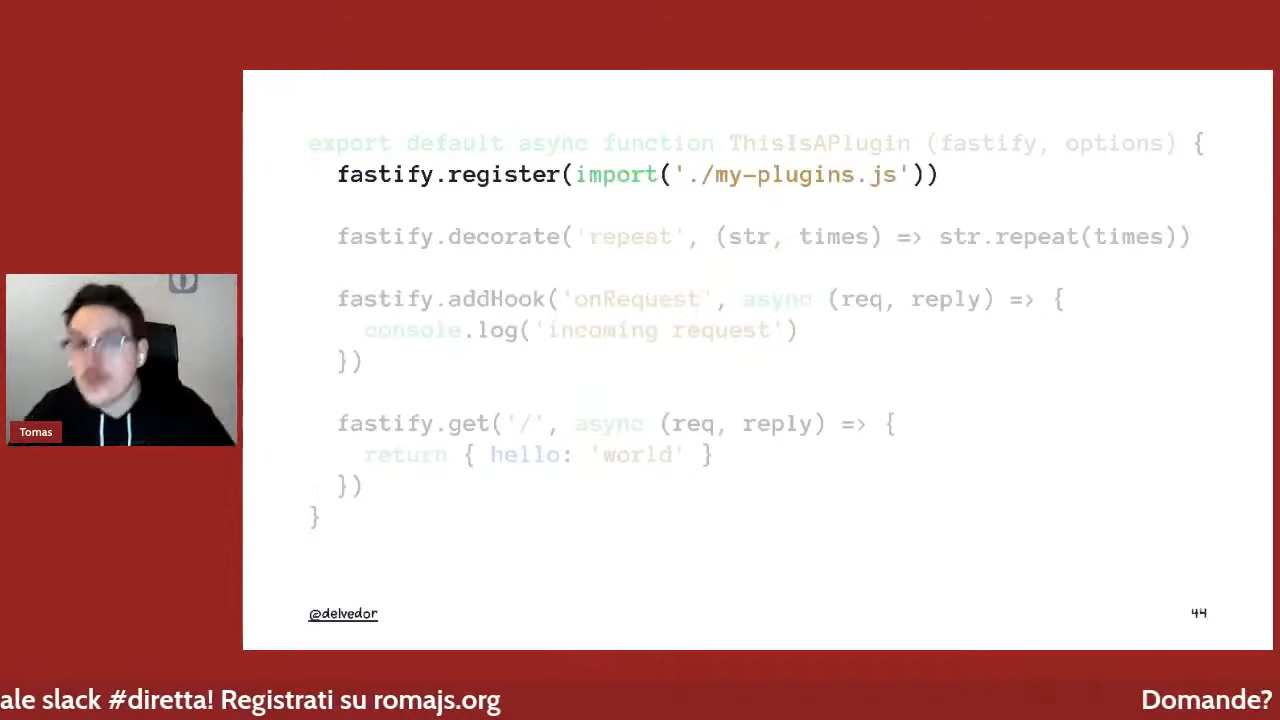 export default async function ThisIsAPlugin (fastify, options) {
fastify.register(import('./my-plugins.js'))
fastify.decorate('repeat', (str, times) => str.repeat(times))
fastify.addHook('onRequest', async (req, reply) => {
console.log('incoming request')
})
fastify.get('/', async (req, reply) => {
return { hello: 'world' }
})
}
Tomas
@delvedor
44
ale slack #diretta! Registrati su romajs.org
Domande?